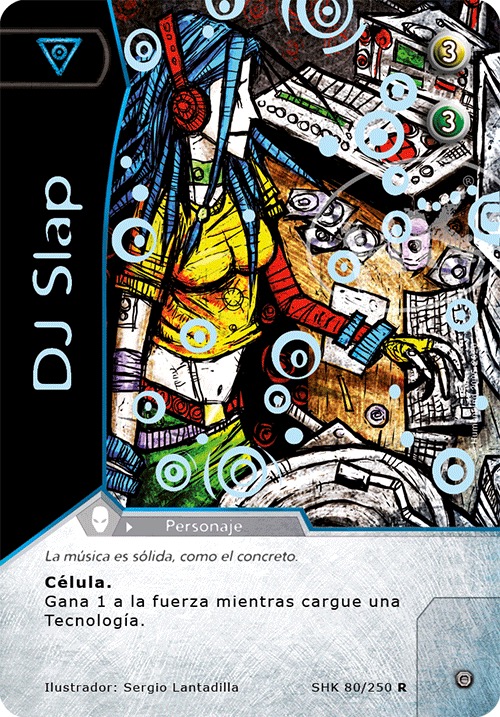 3
3
DJ Slap
Personaje
La música es sólida, como el concreto.
Célula.
Gana 1 a la fuerza mientras cargue una
Tecnología.
Ilustrador: Sergio Lantadilla
SHK 80/250 R